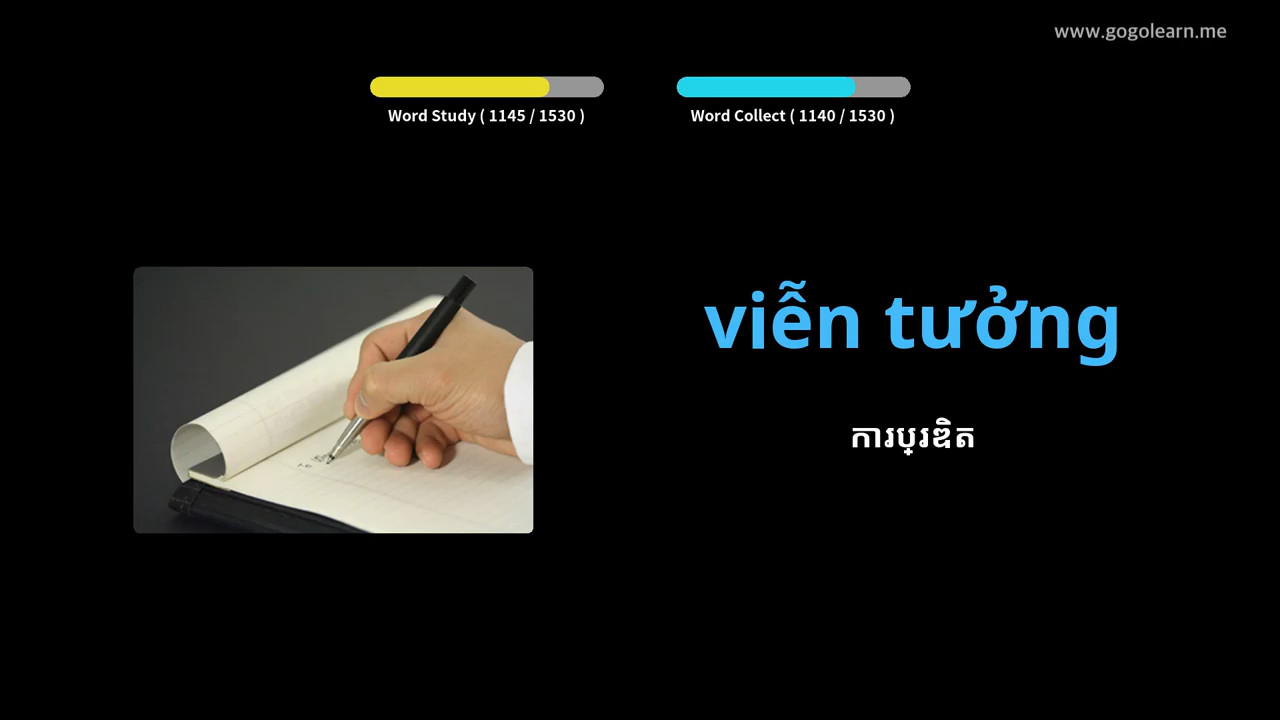 www.gogolearn.me
Word Study ( 1145 / 1530 )
Word Collect ( 1140 / 1530 )
viễn tưởng
ការប្រឌិត